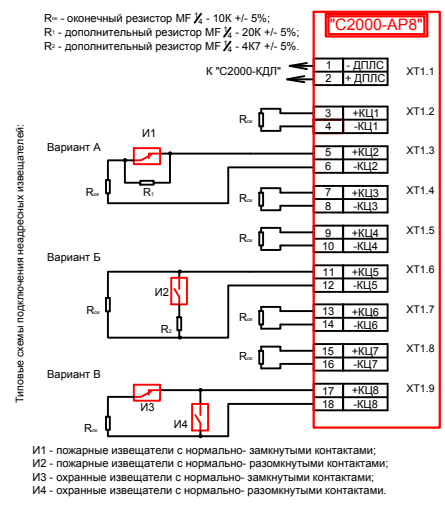 Rок - оконечный резистор MF ¼ - 10К +/- 5%;
R₁ - дополнительный резистор MF ¼ - 20К +/- 5%;
R₂ - дополнительный резистор MF ¼ - 4К7 +/- 5%.
"С2000-АР8"
К "С2000-КДЛ"
1 - ДПЛС
2 + ДПЛС
XT1.1
Rок
3 +КЦ1
4 -КЦ1
XT1.2
Вариант А
И1
Rок
R₁
5 +КЦ2
6 -КЦ2
XT1.3
Rок
7 +КЦ3
8 -КЦ3
XT1.4
Rок
9 +КЦ4
10 -КЦ4
XT1.5
Вариант Б
Rок
И2
R₂
11 +КЦ5
12 -КЦ5
XT1.6
Rок
13 +КЦ6
14 -КЦ6
XT1.7
Rок
15 +КЦ7
16 -КЦ7
XT1.8
Вариант В
Rок
И3
И4
17 +КЦ8
18 -КЦ8
XT1.9
Типовые схемы подключения неадресных извещателей:
И1 - пожарные извещатели с нормально- замкнутыми контактами;
И2 - пожарные извещатели с нормально- разомкнутыми контактами;
И3 - охранные извещатели с нормально- замкнутыми контактами;
И4 - охранные извещатели с нормально- разомкнутыми контактами.